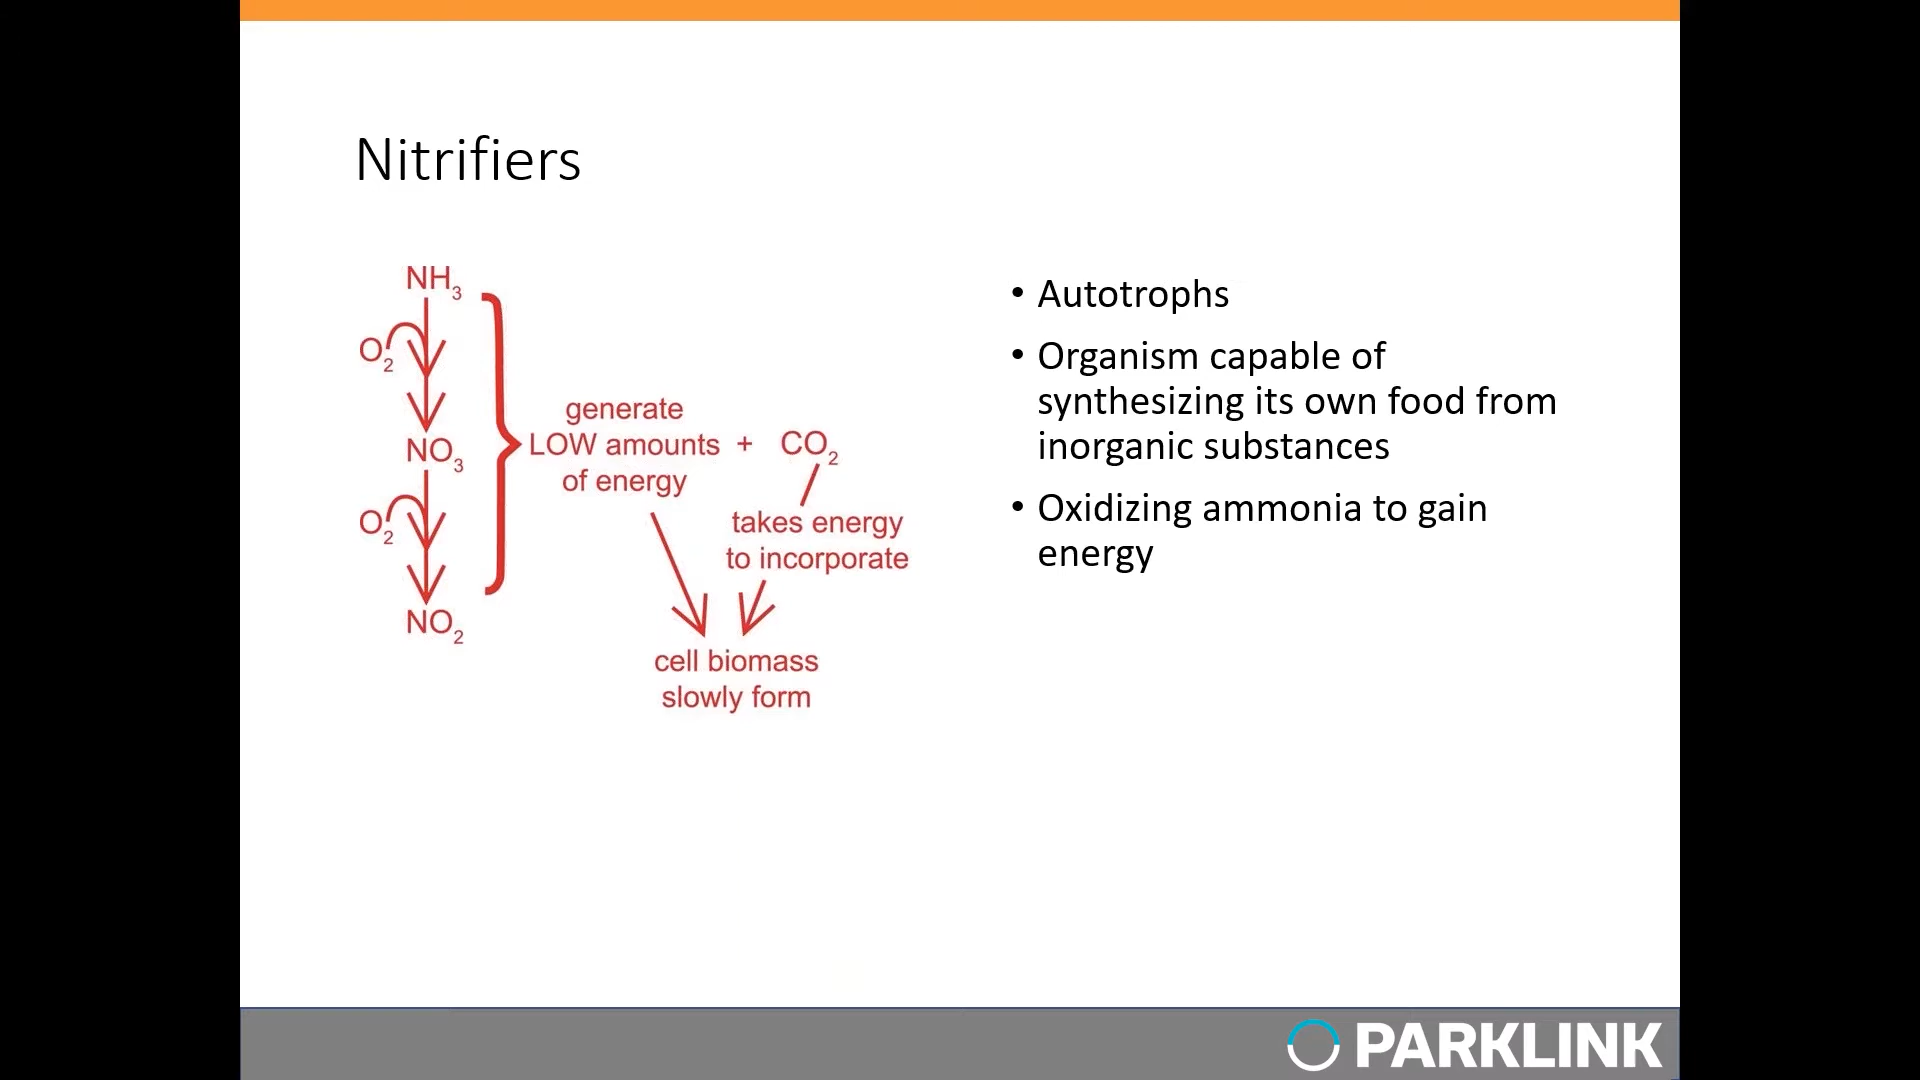 Nitrifiers
NH₃
O₂
NO₃
O₂
NO₂
generate
LOW amounts
of energy
+
CO₂
takes energy
to incorporate
cell biomass
slowly form
• Autotrophs
• Organism capable of
synthesizing its own food from
inorganic substances
• Oxidizing ammonia to gain
energy
PARKLINK